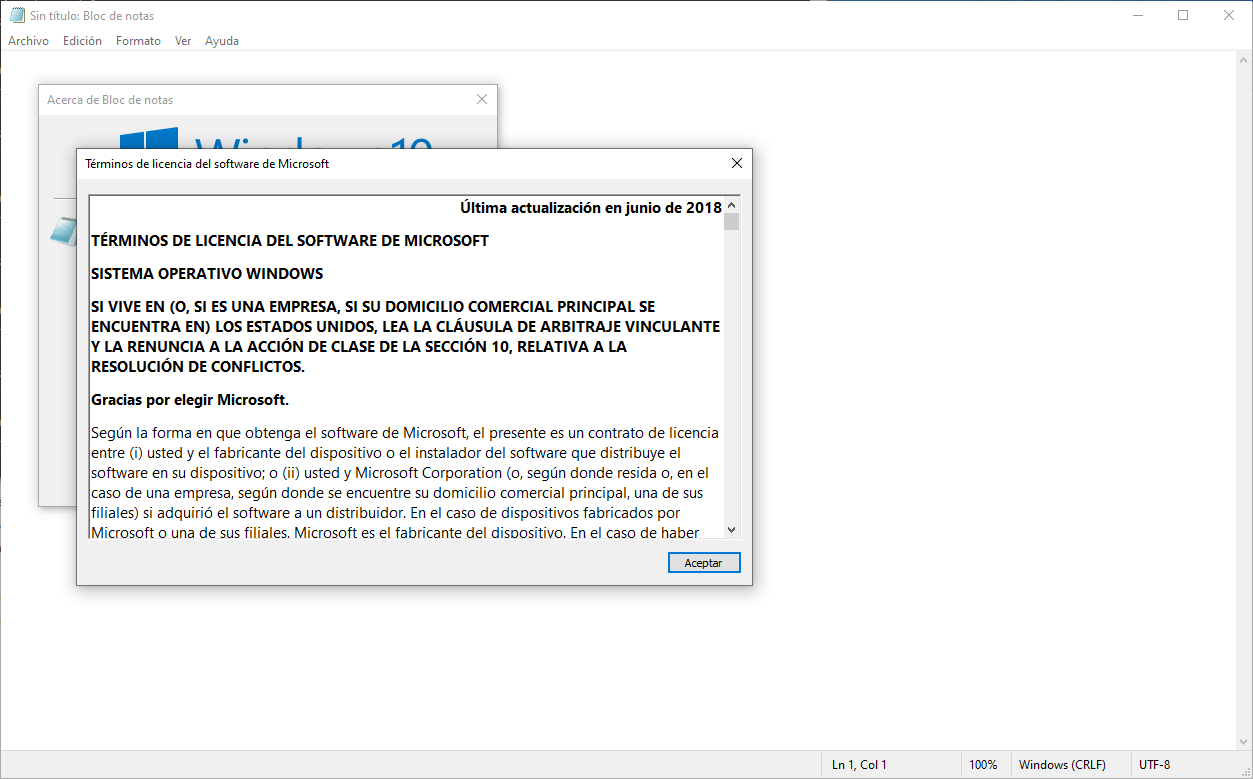 Sin título: Bloc de notas
Archivo Edición Formato Ver Ayuda
Acerca de Bloc de notas
Términos de licencia del software de Microsoft
Última actualización en junio de 2018
TÉRMINOS DE LICENCIA DEL SOFTWARE DE MICROSOFT
SISTEMA OPERATIVO WINDOWS
SI VIVE EN (O, SI ES UNA EMPRESA, SI SU DOMICILIO COMERCIAL PRINCIPAL SE
ENCUENTRA EN) LOS ESTADOS UNIDOS, LEA LA CLÁUSULA DE ARBITRAJE VINCULANTE
Y LA RENUNCIA A LA ACCIÓN DE CLASE DE LA SECCIÓN 10, RELATIVA A LA
RESOLUCIÓN DE CONFLICTOS.
Gracias por elegir Microsoft.
Según la forma en que obtenga el software de Microsoft, el presente es un contrato de licencia
entre (i) usted y el fabricante del dispositivo o el instalador del software que distribuye el
software en su dispositivo; o (ii) usted y Microsoft Corporation (o, según donde resida o, en el
caso de una empresa, según donde se encuentre su domicilio comercial principal, una de sus
filiales) si adquirió el software a un distribuidor. En el caso de dispositivos fabricados por
Microsoft o una de sus filiales, Microsoft es el fabricante del dispositivo. En el caso de haber
Aceptar
Ln 1, Col 1 100% Windows (CRLF) UTF-8